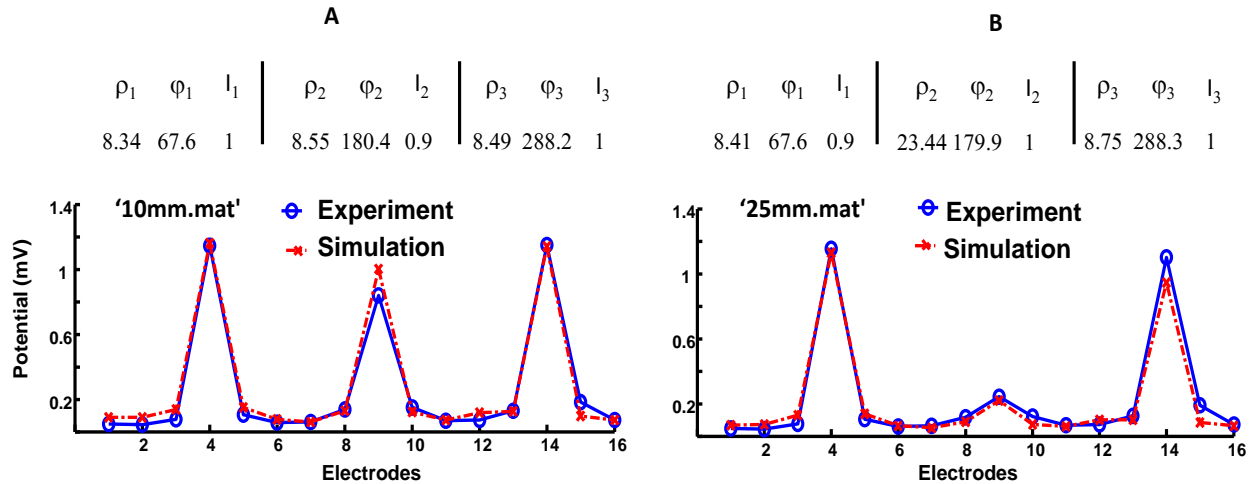 A
ρ1 φ1 I1 ρ2 φ2 I2 ρ3 φ3 I3
8.34 67.6 1 8.55 180.4 0.9 8.49 288.2 1
‘10mm.mat'
Experiment
Simulation
Potential (mV)
1.4
1
0.6
0.2
2 4 6 8 10 12 14 16
Electrodes
B
ρ1 φ1 I1 ρ2 φ2 I2 ρ3 φ3 I3
8.41 67.6 0.9 23.44 179.9 1 8.75 288.3 1
‘25mm.mat'
Experiment
Simulation
1.4
1
0.6
0.2
2 4 6 8 10 12 14 16
Electrodes